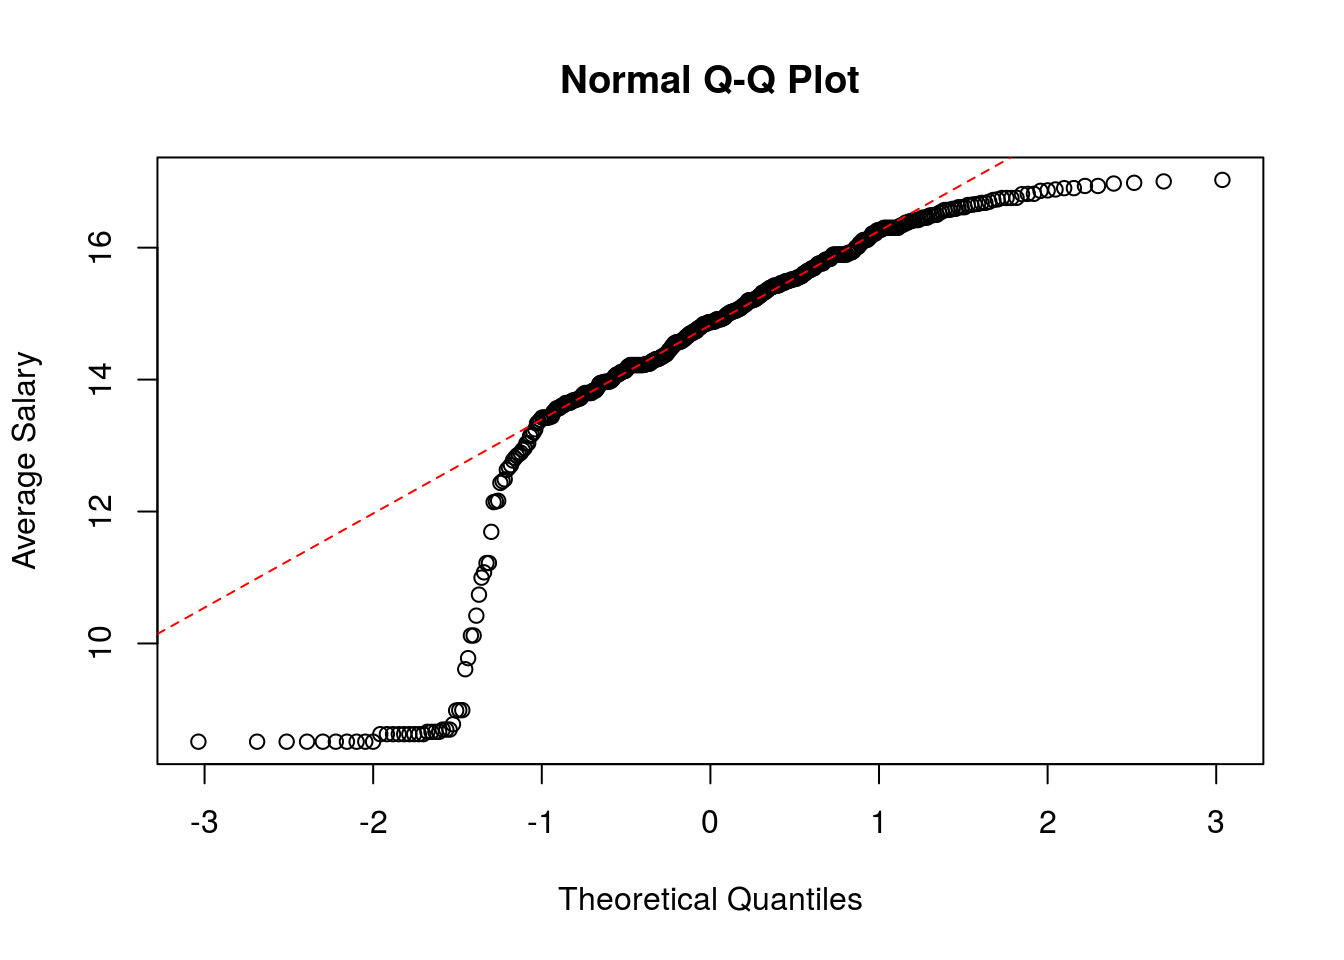 Normal Q-Q Plot
Average Salary
16
14
12
10
-3 -2 -1 0 1 2 3
Theoretical Quantiles